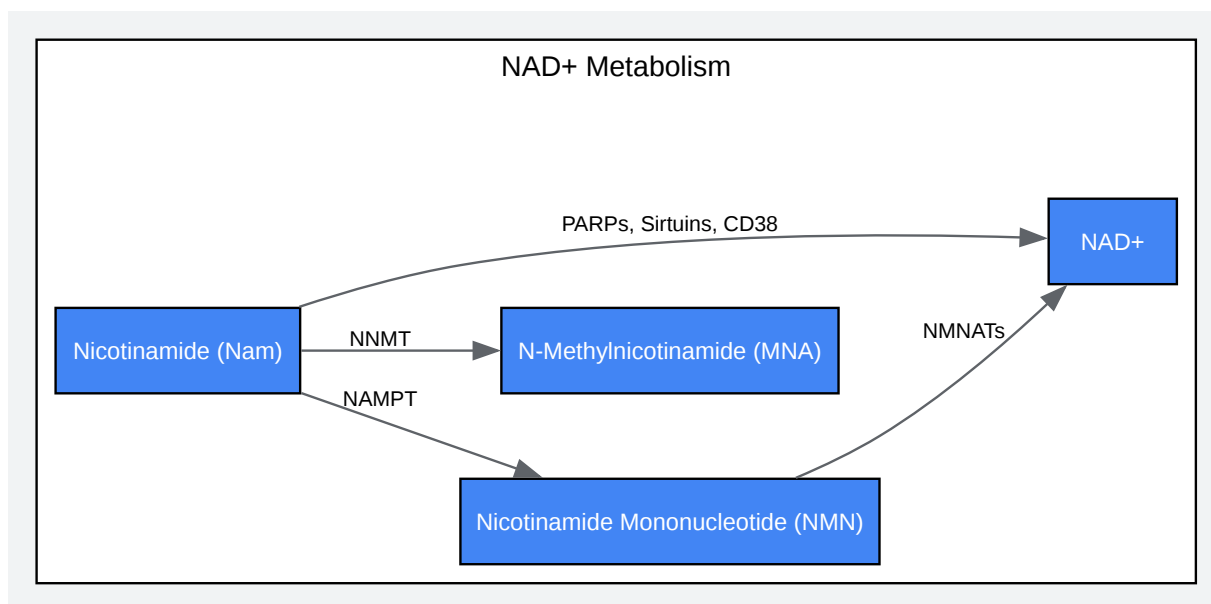 NAD+ Metabolism
PARPs, Sirtuins, CD38
NAD+
NMNATs
Nicotinamide (Nam)
NNMT
N-Methylnicotinamide (MNA)
NAMPT
Nicotinamide Mononucleotide (NMN)